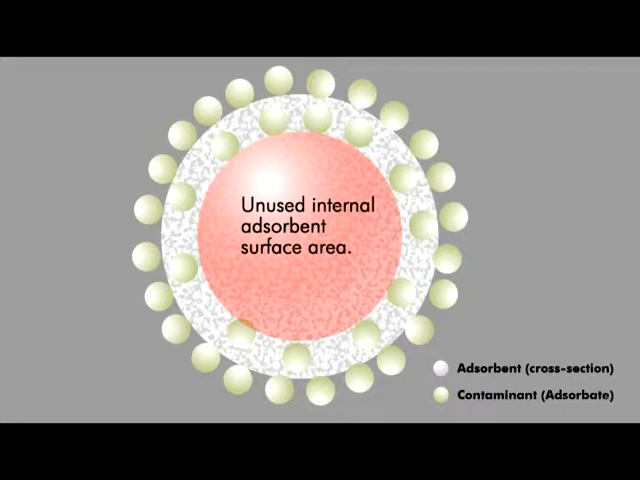 Unused internal
adsorbent
surface area.
Adsorbent (cross-section)
Contaminant (Adsorbate)